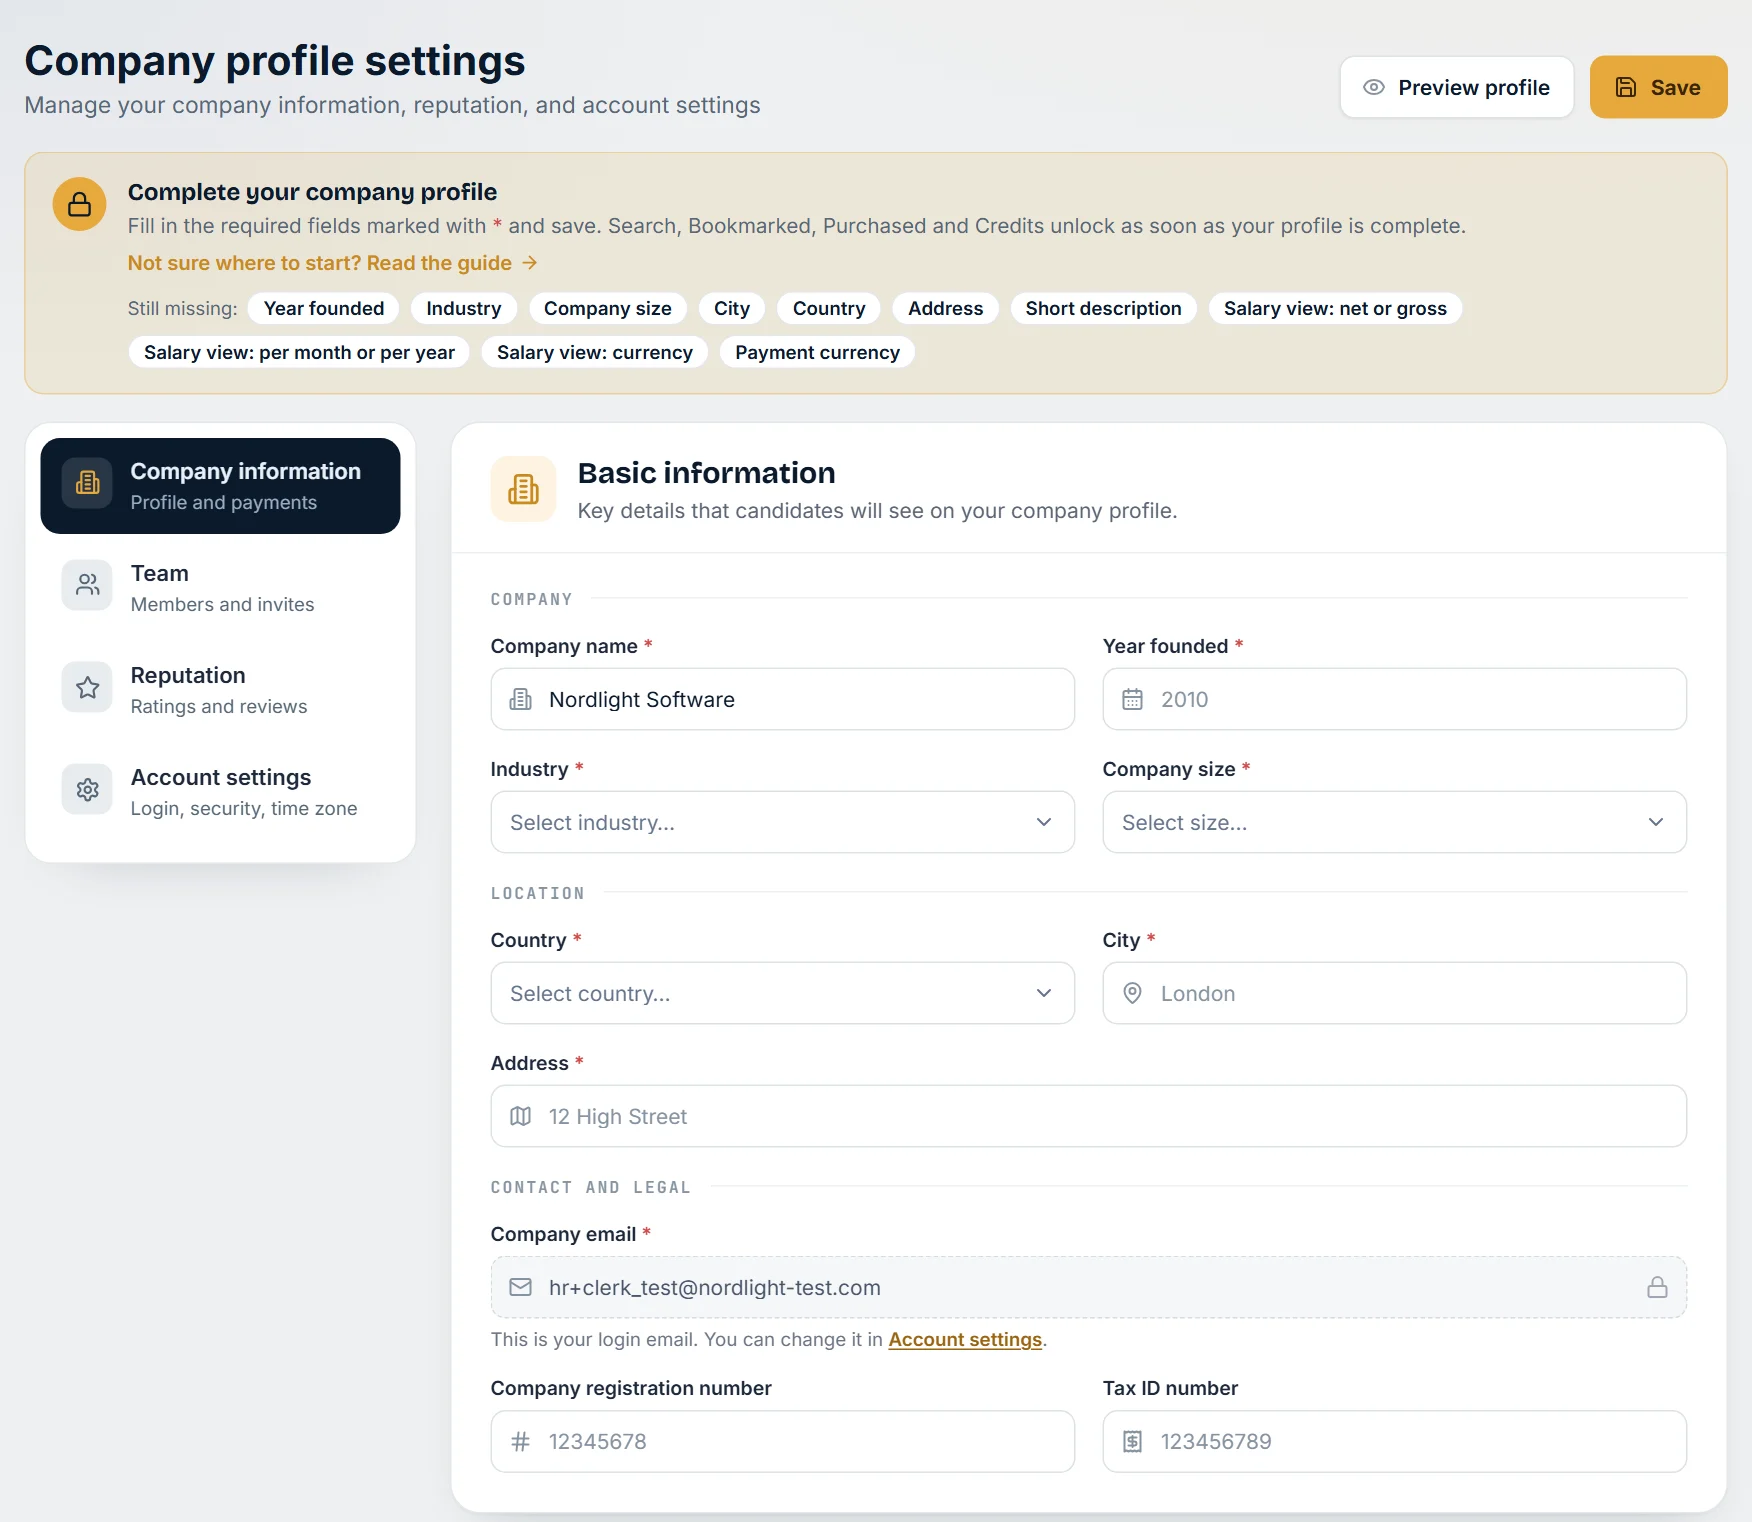 Company profile settings
Manage your company information, reputation, and account settings
Preview profile
Save
Complete your company profile
Fill in the required fields marked with * and save. Search, Bookmarked, Purchased and Credits unlock as soon as your profile is complete.
Not sure where to start? Read the guide →
Still missing: Year founded Industry Company size City Country Address Short description Salary view: net or gross
Salary view: per month or per year Salary view: currency Payment currency
Company information
Profile and payments
Team
Members and invites
Reputation
Ratings and reviews
Account settings
Login, security, time zone
Basic information
Key details that candidates will see on your company profile.
COMPANY
Company name * Year founded *
Nordlight Software 2010
Industry * Company size *
Select industry... Select size...
LOCATION
Country * City *
Select country... London
Address *
12 High Street
CONTACT AND LEGAL
Company email *
hr+clerk_test@nordlight-test.com
This is your login email. You can change it in Account settings.
Company registration number Tax ID number
12345678 123456789